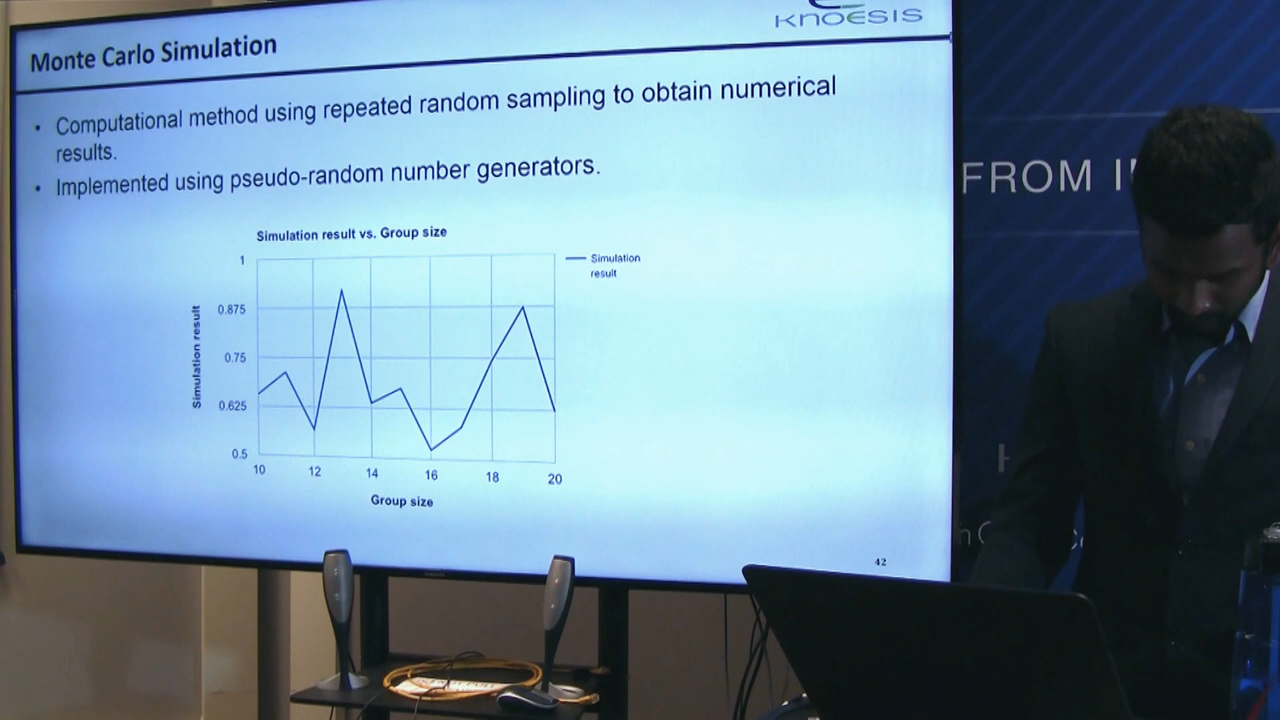 KNOESIS
Monte Carlo Simulation
• Computational method using repeated random sampling to obtain numerical
results.
• Implemented using pseudo-random number generators.
Simulation result vs. Group size
Simulation
result
Simulation result
1
0.875
0.75
0.625
0.5
10 12 14 16 18 20
Group size
42
FROM